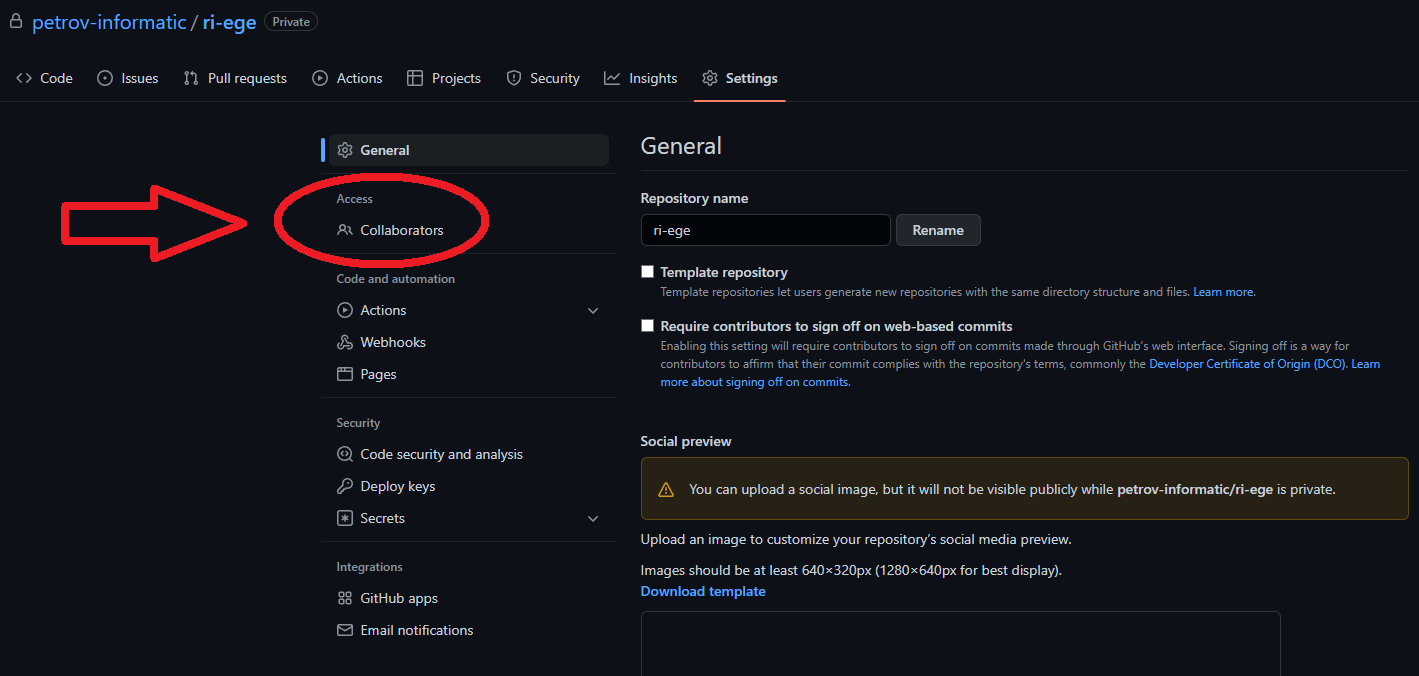 petrov-informatic / ri-ege Private
Code Issues Pull requests Actions Projects Security Insights Settings
General
Access
Collaborators
Code and automation
Actions
Webhooks
Pages
Security
Code security and analysis
Deploy keys
Secrets
Integrations
GitHub apps
Email notifications
General
Repository name
ri-ege Rename
Template repository
Template repositories let users generate new repositories with the same directory structure and files. Learn more.
Require contributors to sign off on web-based commits
Enabling this setting will require contributors to sign off on commits made through GitHub's web interface. Signing off is a way for
contributors to affirm that their commit complies with the repository's terms, commonly the Developer Certificate of Origin (DCO). Learn
more about signing off on commits.
Social preview
You can upload a social image, but it will not be visible publicly while petrov-informatic/ri-ege is private.
Upload an image to customize your repository's social media preview.
Images should be at least 640×320px (1280×640px for best display).
Download template